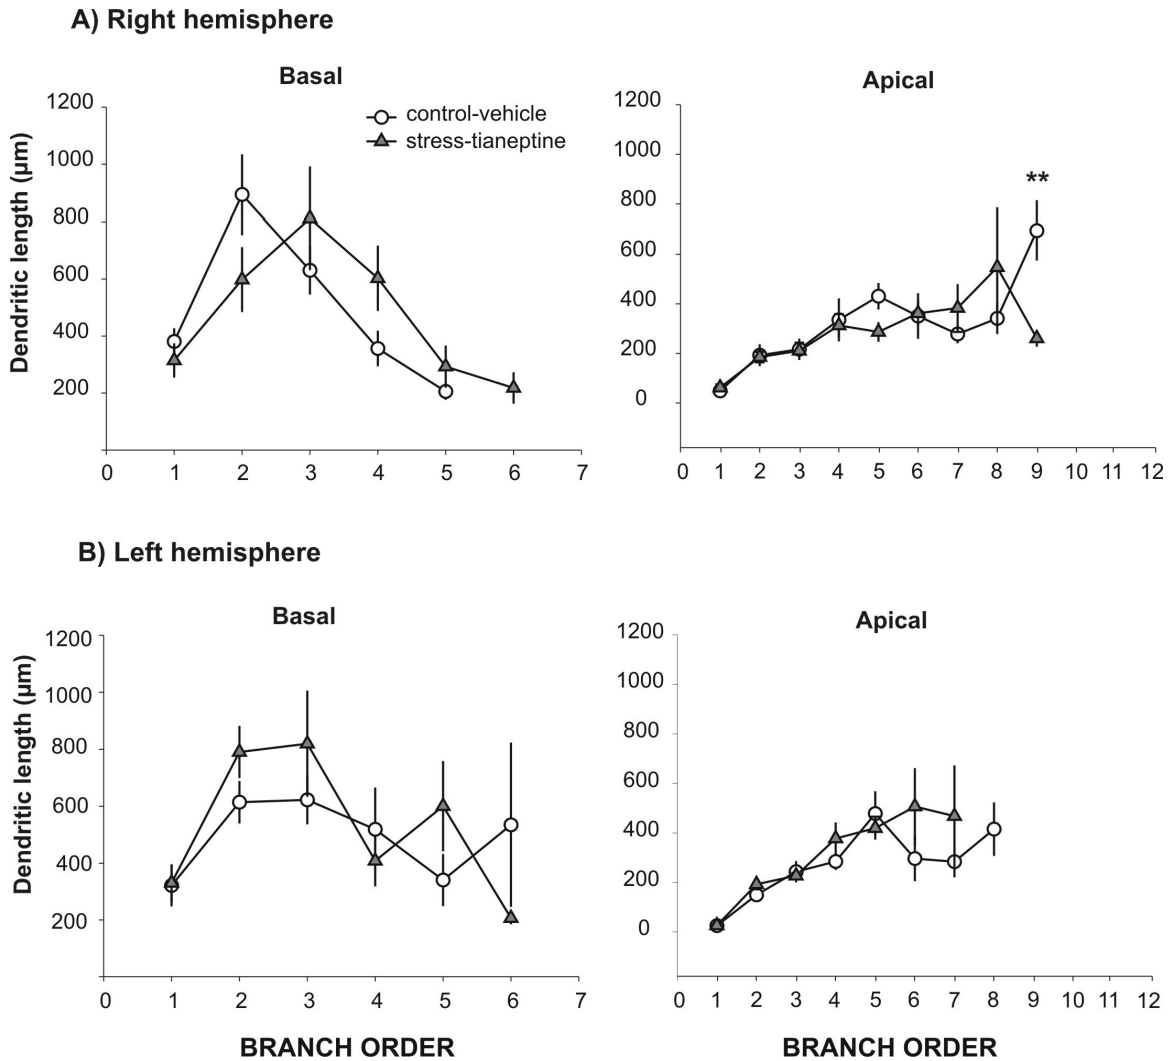 A) Right hemisphere
Basal
Apical
control-vehicle
stress-tianeptine
Dendritic length (µm)
1200
1000
800
600
400
200
0 1 2 3 4 5 6 7
1200
1000
800
600
400
200
0
**
0 1 2 3 4 5 6 7 8 9 10 11 12
B) Left hemisphere
Basal
Apical
Dendritic length (µm)
1200
1000
800
600
400
200
0 1 2 3 4 5 6 7
BRANCH ORDER
1200
1000
800
600
400
200
0
0 1 2 3 4 5 6 7 8 9 10 11 12
BRANCH ORDER